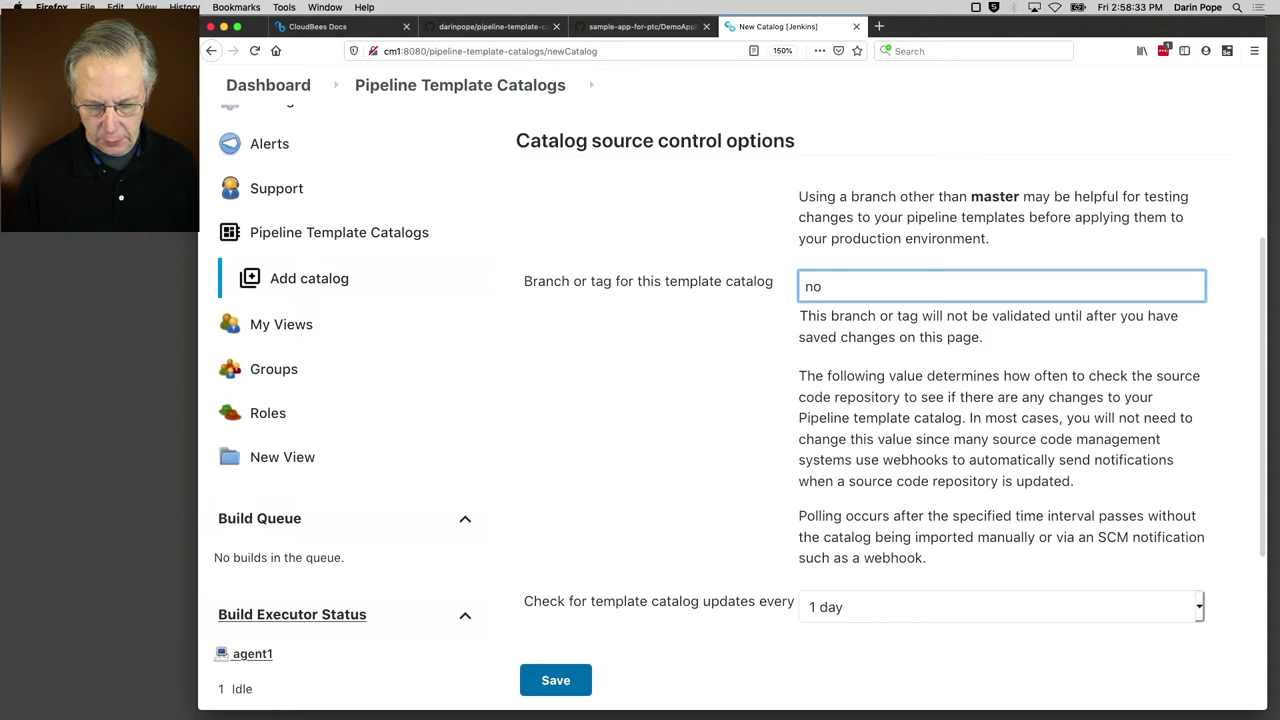 Firefox File Edit View History Bookmarks Tools Window Help
Fri 2:58:33 PM Darin Pope
CloudBees Docs
darinpope/pipeline-template-c
sample-app-for-ptc/DemoAppl
New Catalog [Jenkins]
cm1:8080/pipeline-template-catalogs/newCatalog
150%
Search
Dashboard
Pipeline Template Catalogs
Alerts
Support
Pipeline Template Catalogs
Add catalog
My Views
Groups
Roles
New View
Build Queue
No builds in the queue.
Build Executor Status
agent1
1 Idle
Catalog source control options
Using a branch other than master may be helpful for testing
changes to your pipeline templates before applying them to
your production environment.
Branch or tag for this template catalog
no
This branch or tag will not be validated until after you have
saved changes on this page.
The following value determines how often to check the source
code repository to see if there are any changes to your
Pipeline template catalog. In most cases, you will not need to
change this value since many source code management
systems use webhooks to automatically send notifications
when a source code repository is updated.
Polling occurs after the specified time interval passes without
the catalog being imported manually or via an SCM notification
such as a webhook.
Check for template catalog updates every
1 day
Save